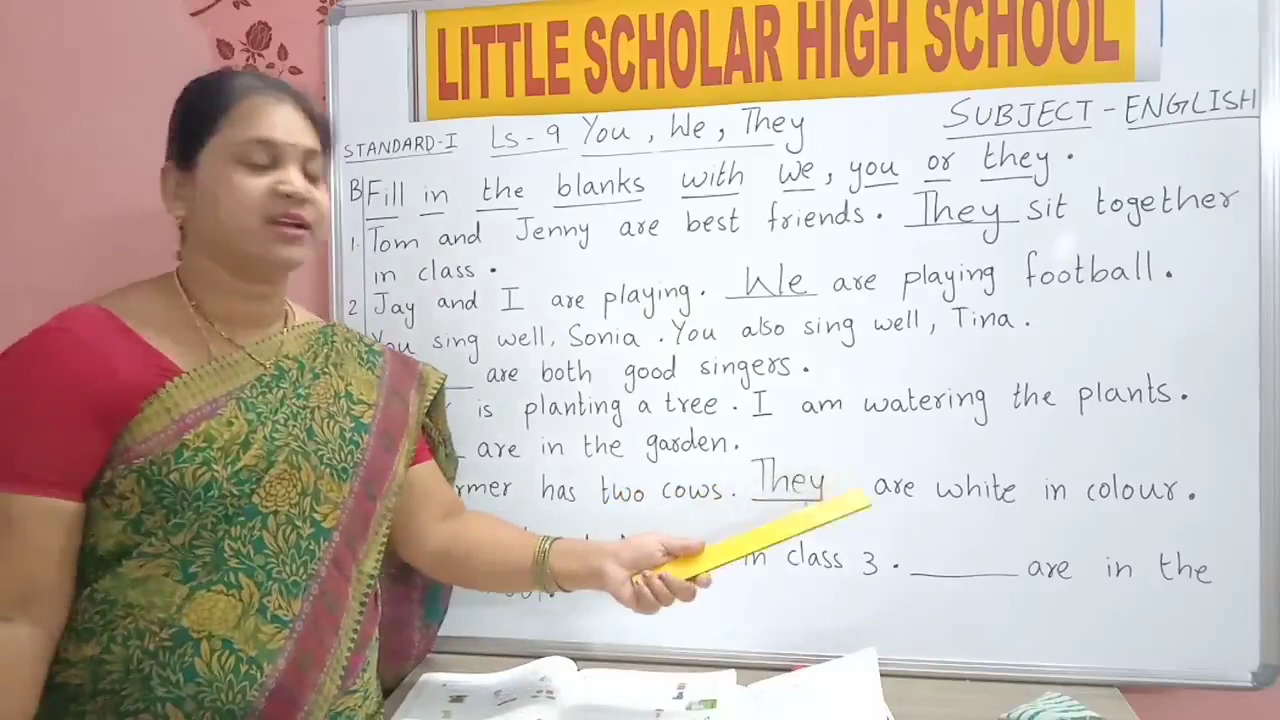 LITTLE SCHOLAR HIGH SCHOOL
STANDARD-I Ls-9 You, We, They SUBJECT-ENGLISH
B) Fill in the blanks with we, you or they.
1. Tom and Jenny are best friends. They sit together
in class.
2 Jay and I are playing. We are playing football.
You sing well, Sonia. You also sing well, Tina.
___ are both good singers.
is planting a tree. I am watering the plants.
_ are in the garden.
rmer has two cows. They are white in colour.
in class 3. ______ are in the